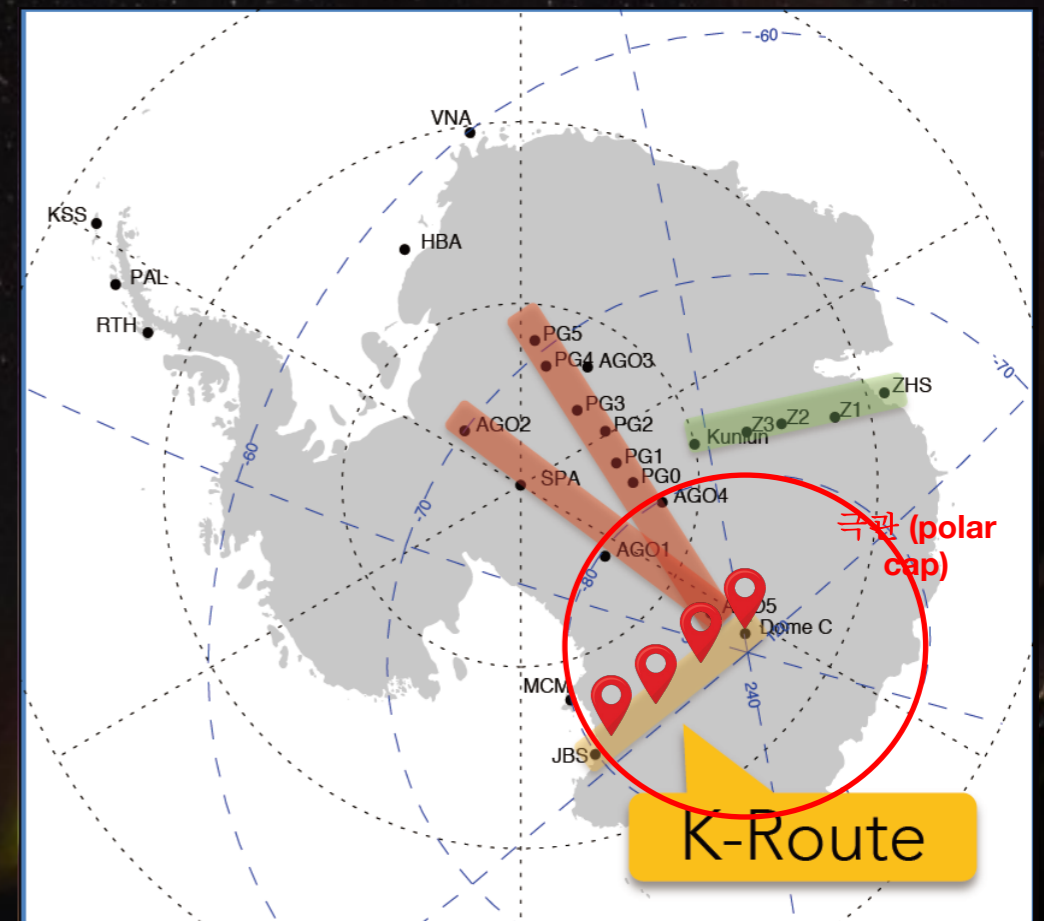 -60
VNA
KSS
HBA
PAL
RTH
PG5
PG4 AGO3
-70
ZHS
PG3
AGO2
PG2
Z3 Z2 Z1
Kunlun
-60
PG1
SPA
PG0
AGO4
-70
극관 (polar
cap)
AGO1
-80
Dome C
MCM
240
JBS
K-Route